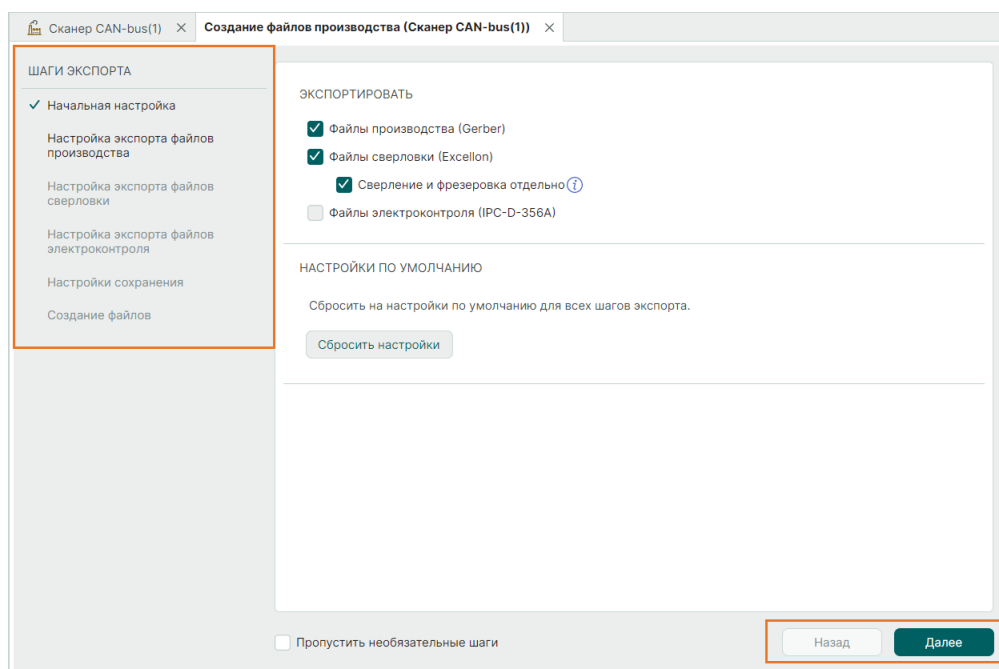 Сканер CAN-bus(1)
Создание файлов производства (Сканер CAN-bus(1))
ШАГИ ЭКСПОРТА
Начальная настройка
Настройка экспорта файлов
производства
Настройка экспорта файлов
сверловки
Настройка экспорта файлов
электроконтроля
Настройки сохранения
Создание файлов
ЭКСПОРТИРОВАТЬ
Файлы производства (Gerber)
Файлы сверловки (Excellon)
Сверление и фрезеровка отдельно
Файлы электроконтроля (IPC-D-356A)
НАСТРОЙКИ ПО УМОЛЧАНИЮ
Сбросить на настройки по умолчанию для всех шагов экспорта.
Сбросить настройки
Пропустить необязательные шаги
Назад
Далее